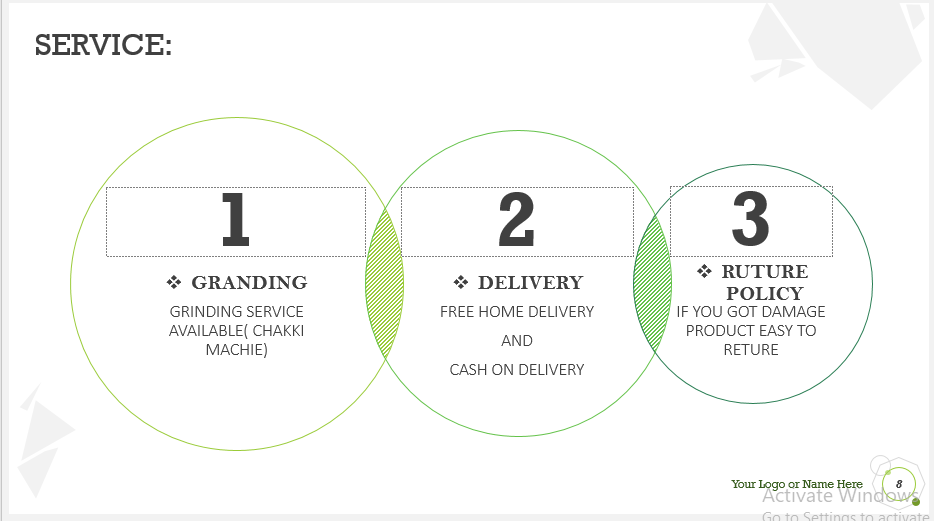 SERVICE:
1
❖ GRANDING
GRINDING SERVICE
AVAILABLE( CHAKKI
MACHIE)
2
❖ DELIVERY
FREE HOME DELIVERY
AND
CASH ON DELIVERY
3
❖ RUTURE
POLICY
IF YOU GOT DAMAGE
PRODUCT EASY TO
RETURE
Your Logo or Name Here
8
Activate Windows
Go to Settings to activate